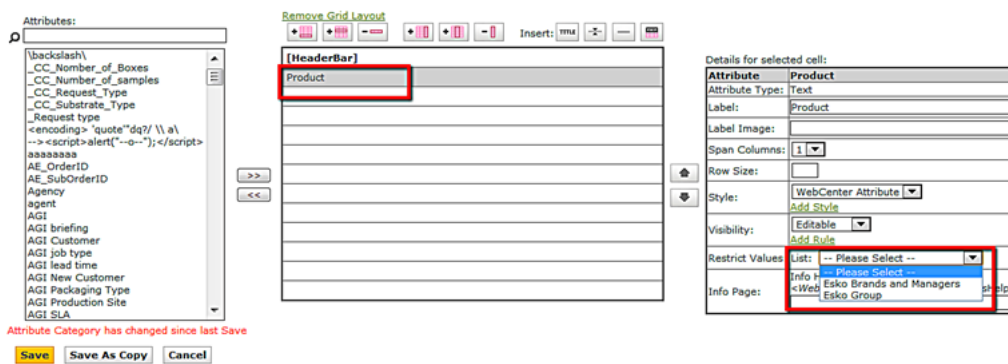 Attributes:
\backslash\
_CC_Number_of_Boxes
_CC_Number_of_samples
_CC_Request_Type
_CC_Substrate_Type
_Request type
<encoding> 'quote'"dq?/ \\ a\
--><script>alert("--o--");</script>
aaaaaaaa
AE_OrderID
AE_SubOrderID
Agency
agent
AGI
AGI briefing
AGI Customer
AGI job type
AGI lead time
AGI New Customer
AGI Packaging Type
AGI Production Site
AGI SLA
Attribute Category has changed since last Save
Save Save As Copy Cancel
>>
<<
Remove Grid Layout
Insert: TITLE
[HeaderBar]
Product
Details for selected cell:
Attribute Product
Attribute Type: Text
Label: Product
Label Image:
Span Columns: 1
Row Size:
Style: WebCenter Attribute
Add Style
Visibility: Editable
Add Rule
Restrict Values List: -- Please Select --
-- Please Select --
Esko Brands and Managers
Esko Group
Info Page: Info H
<Web
sHelp